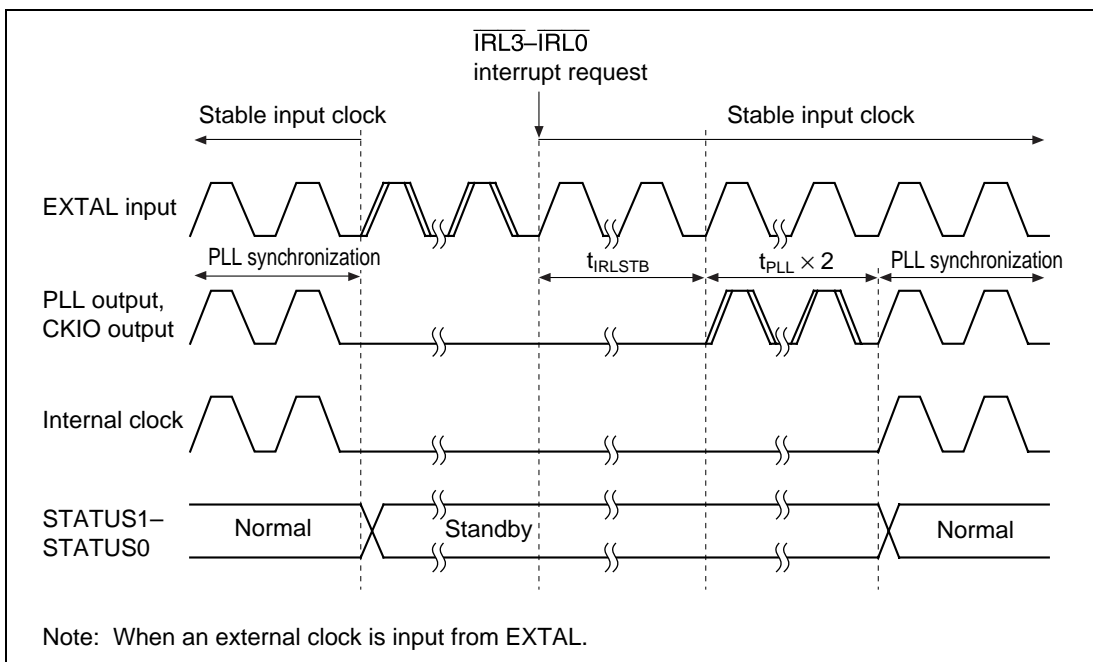 IRL3–IRL0
interrupt request
Stable input clock
Stable input clock
EXTAL input
PLL synchronization
tIRLSTB
tPLL × 2
PLL synchronization
PLL output,
CKIO output
Internal clock
STATUS1–
STATUS0
Normal
Standby
Normal
Note: When an external clock is input from EXTAL.